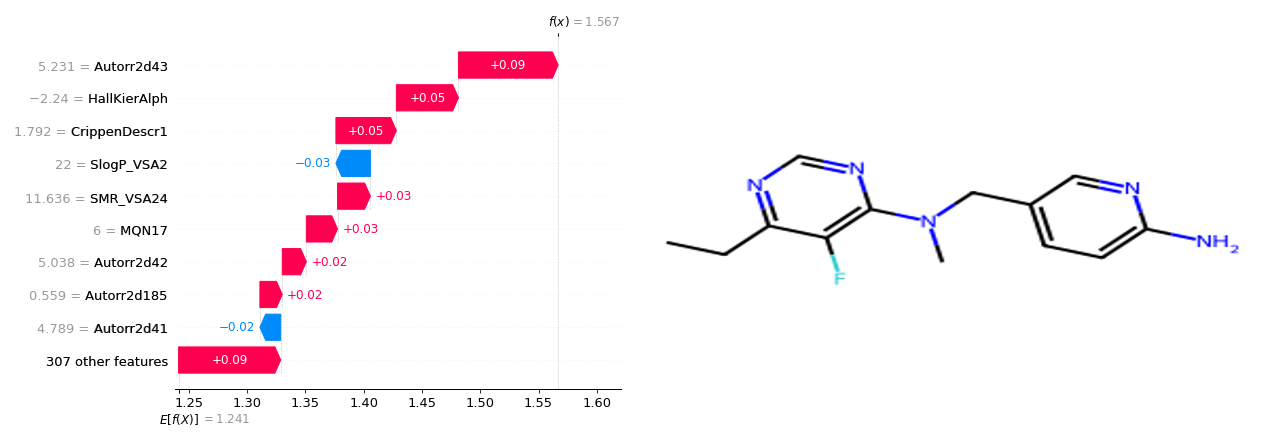 f(x) = 1.567
5.231 = Autorr2d43
+0.09
−2.24 = HallKierAlph
+0.05
1.792 = CrippenDescr1
+0.05
22 = SlogP_VSA2
−0.03
11.636 = SMR_VSA24
+0.03
6 = MQN17
+0.03
5.038 = Autorr2d42
+0.02
0.559 = Autorr2d185
+0.02
4.789 = Autorr2d41
−0.02
307 other features
+0.09
1.25 1.30 1.35 1.40 1.45 1.50 1.55 1.60
E[f(X)] = 1.241
N
N
N
F
N
NH₂